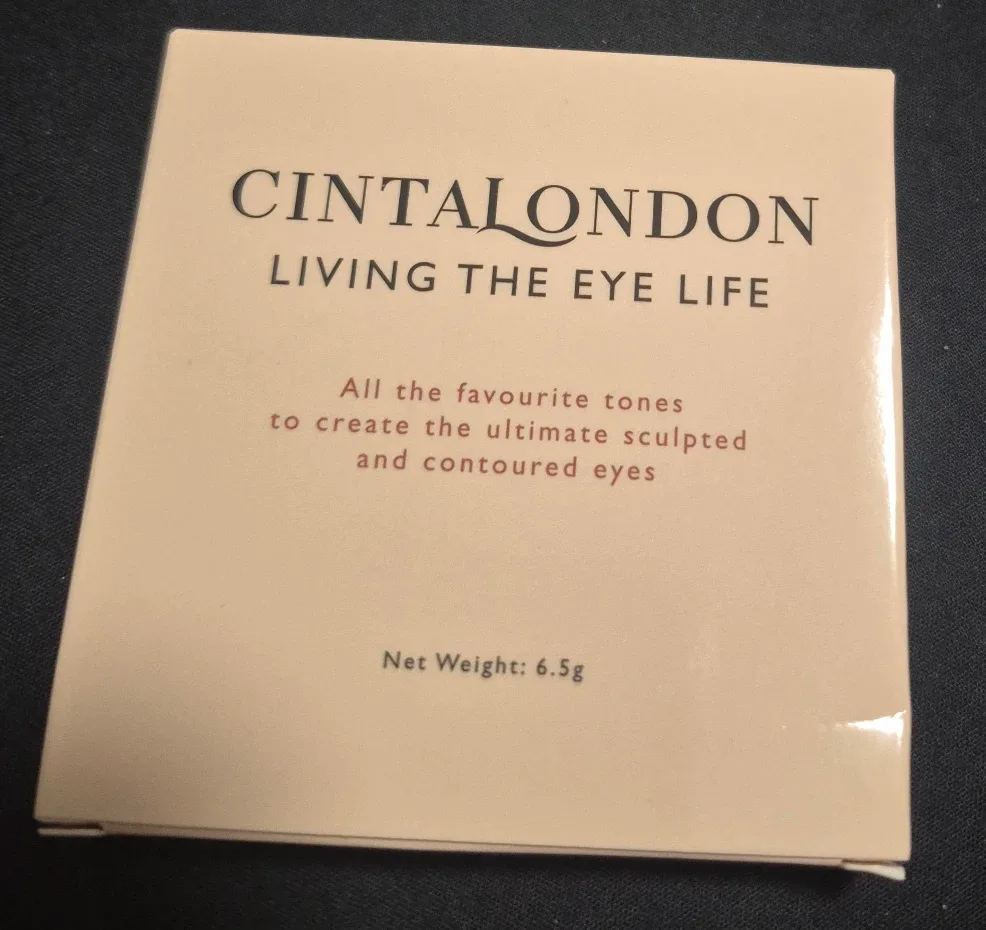 CINTALONDON
LIVING THE EYE LIFE
All the favourite tones
to create the ultimate sculpted
and contoured eyes
Net Weight: 6.5g